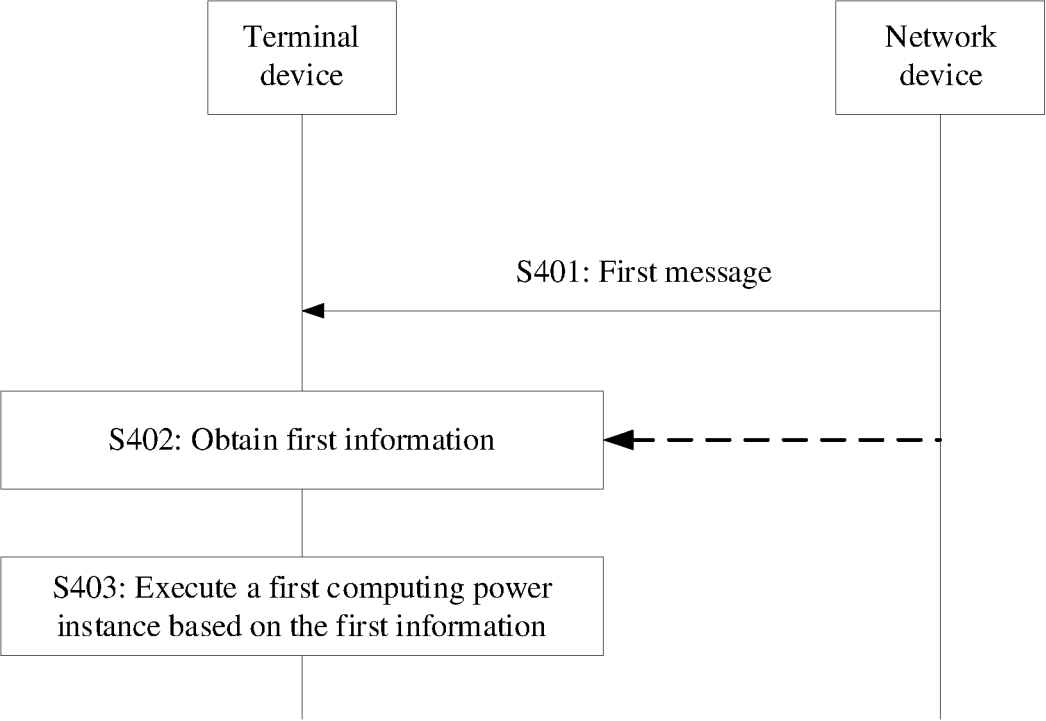 Terminal
device
Network
device
S401: First message
S402: Obtain first information
S403: Execute a first computing power
instance based on the first information